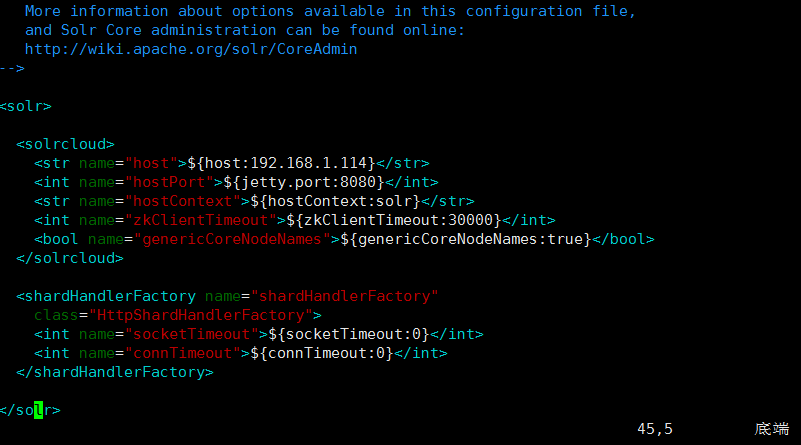 More information about options available in this configuration file,
and Solr Core administration can be found online:
http://wiki.apache.org/solr/CoreAdmin
-->
<solr>
<solrcloud>
<str name="host">${host:192.168.1.114}</str>
<int name="hostPort">${jetty.port:8080}</int>
<str name="hostContext">${hostContext:solr}</str>
<int name="zkClientTimeout">${zkClientTimeout:30000}</int>
<bool name="genericCoreNodeNames">${genericCoreNodeNames:true}</bool>
</solrcloud>
<shardHandlerFactory name="shardHandlerFactory"
class="HttpShardHandlerFactory">
<int name="socketTimeout">${socketTimeout:0}</int>
<int name="connTimeout">${connTimeout:0}</int>
</shardHandlerFactory>
</solr>
45,5 底端